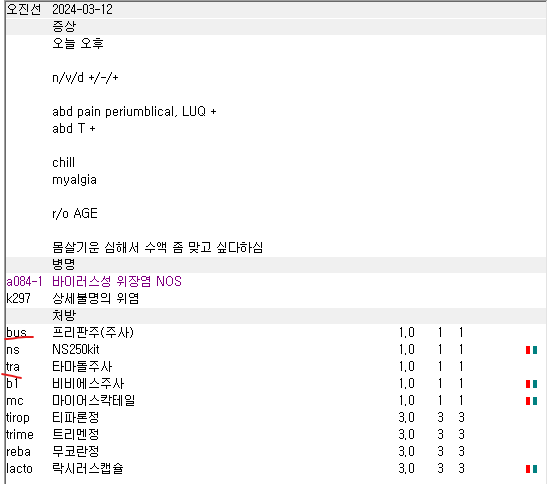 오진선 2024-03-12
증상
오늘 오후
n/v/d +/-/+
abd pain periumblical, LUQ +
abd T +
chill
myalgia
r/o AGE
몸살기운 심해서 수액 좀 맞고 싶다하심
병명
a084-1 바이러스성 위장염 NOS
k297 상세불명의 위염
처방
bus 프리판주(주사) 1.0 1 1
ns NS250kit 1.0 1 1
tra 타마돌주사 1.0 1 1
b1 비비에스주사 1.0 1 1
mc 마이어스칵테일 1.0 1 1
tirop 티파론정 3.0 3 3
trime 트리멘정 3.0 3 3
reba 무코란정 3.0 3 3
lacto 락시러스캡슐 3.0 3 3